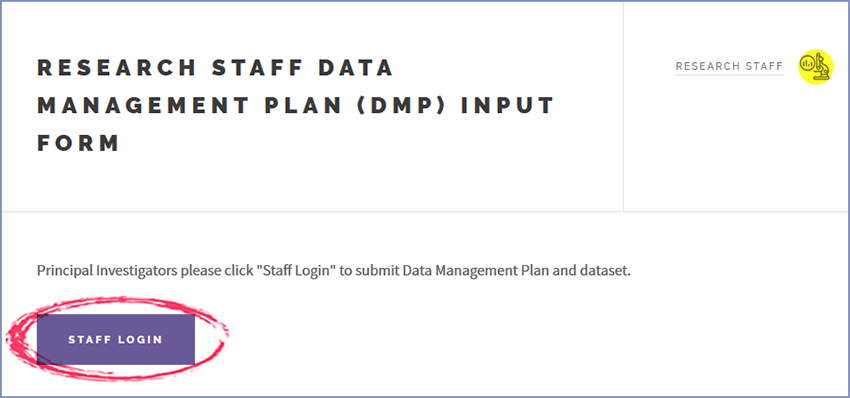 RESEARCH STAFF DATA
MANAGEMENT PLAN (DMP) INPUT
FORM
RESEARCH STAFF
Principal Investigators please click "Staff Login" to submit Data Management Plan and dataset.
STAFF LOGIN